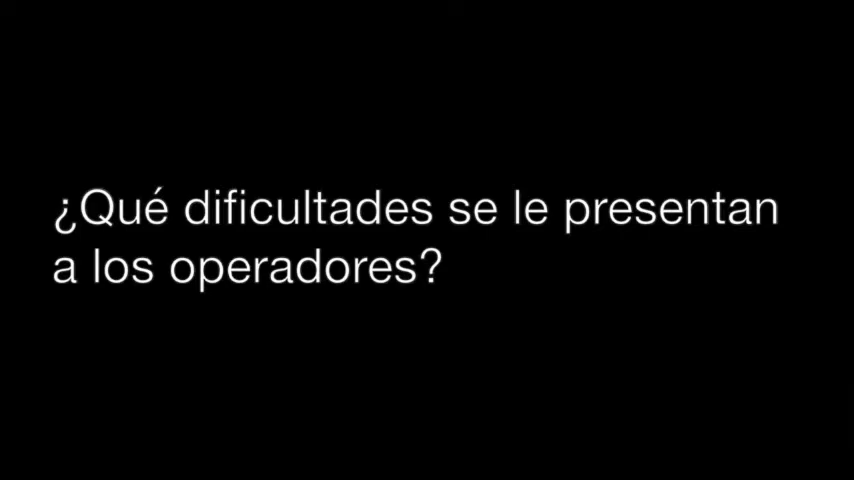 ¿Qué dificultades se le presentan
a los operadores?